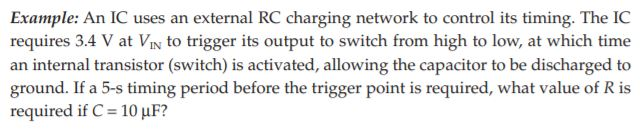 Example: An IC uses an external RC charging network to control its timing. The IC
requires 3.4 V at VIN to trigger its output to switch from high to low, at which time
an internal transistor (switch) is activated, allowing the capacitor to be discharged to
ground. If a 5-s timing period before the trigger point is required, what value of R is
required if C = 10 μF?